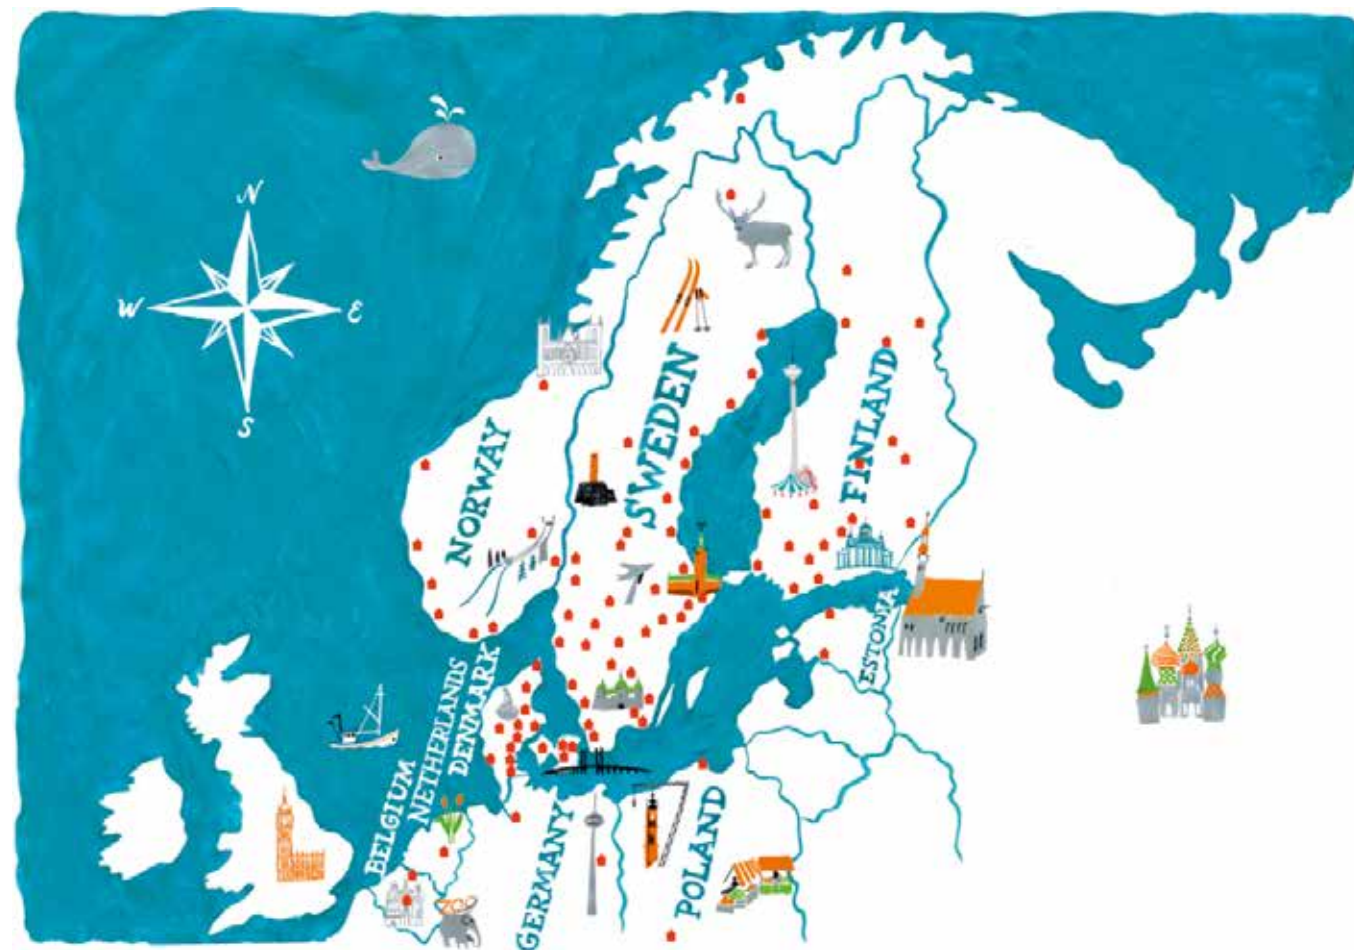 N
W
E
S
SWEDEN
FINLAND
NORWAY
ESTONIA
DENMARK
NETHERLANDS
BELGIUM
GERMANY
POLAND
ZOO